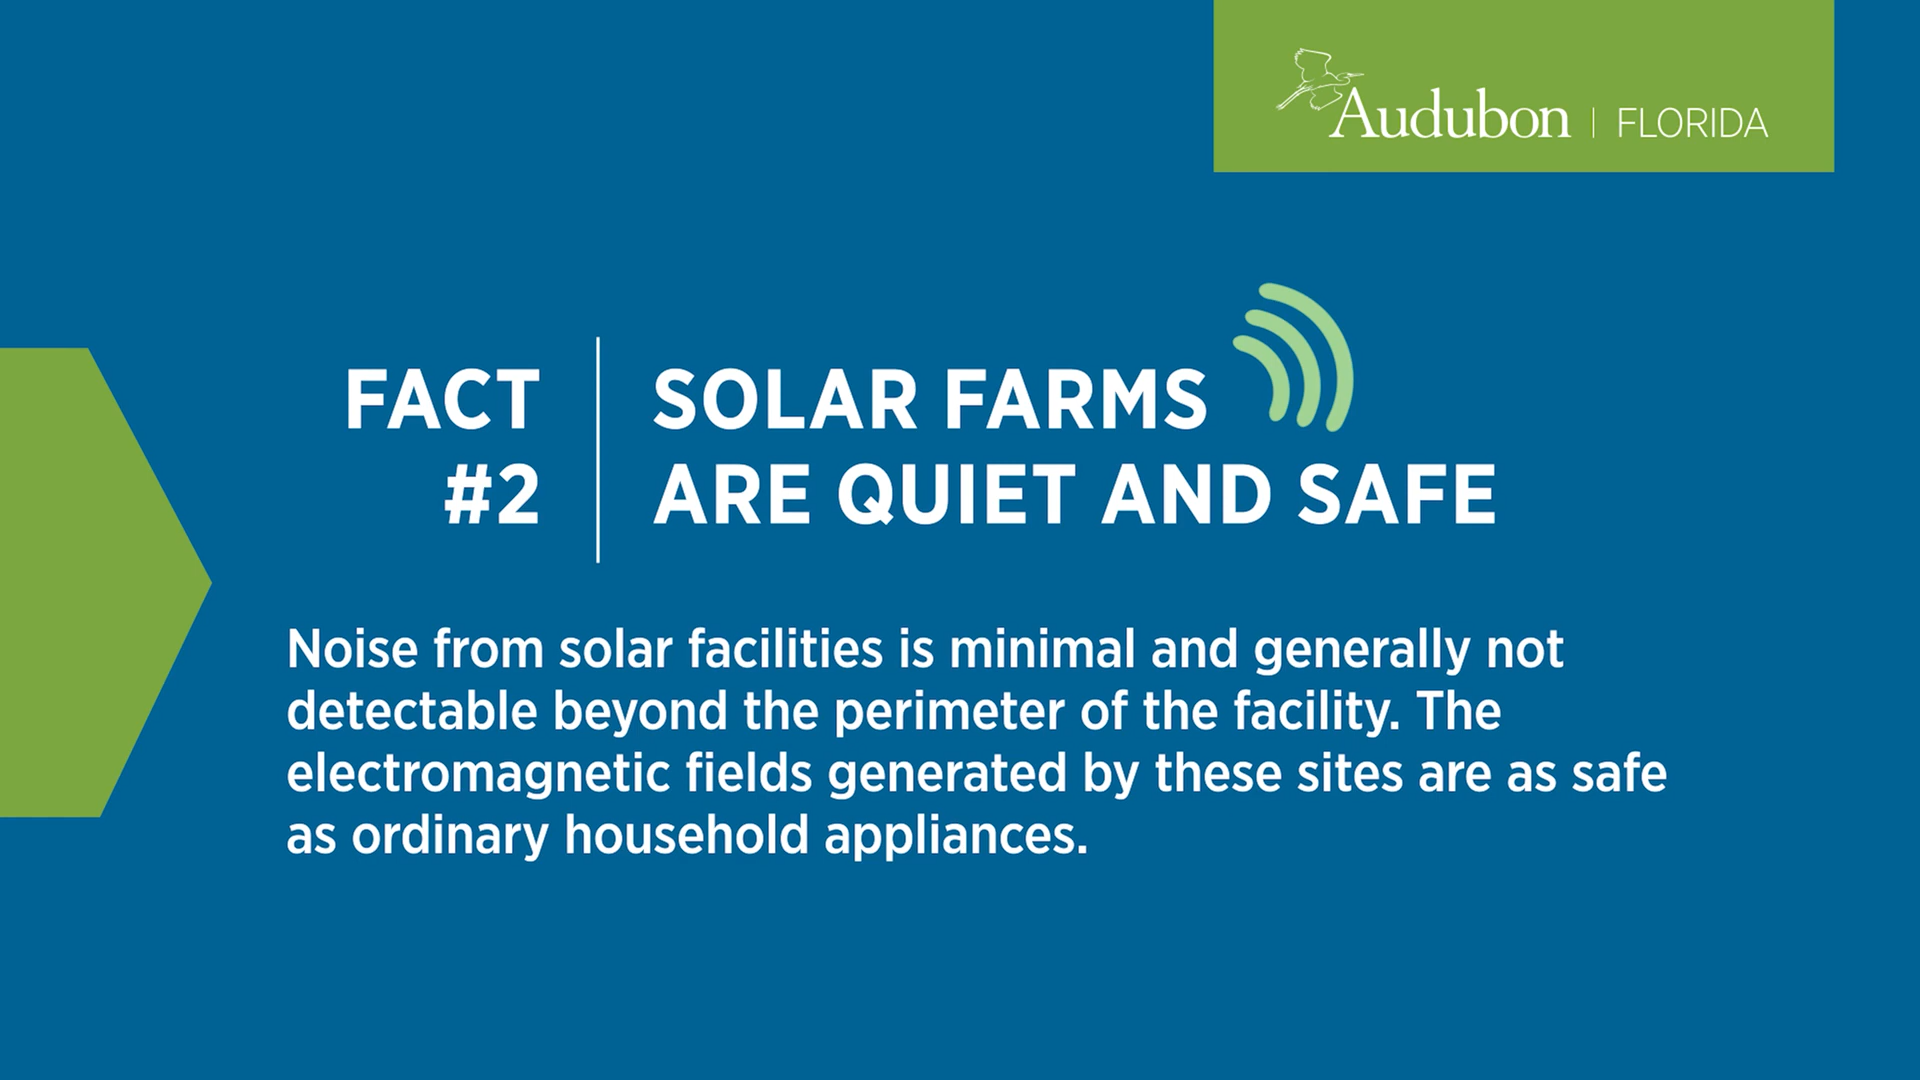 Audubon | FLORIDA
FACT #2
SOLAR FARMS
ARE QUIET AND SAFE
Noise from solar facilities is minimal and generally not
detectable beyond the perimeter of the facility. The
electromagnetic fields generated by these sites are as safe
as ordinary household appliances.